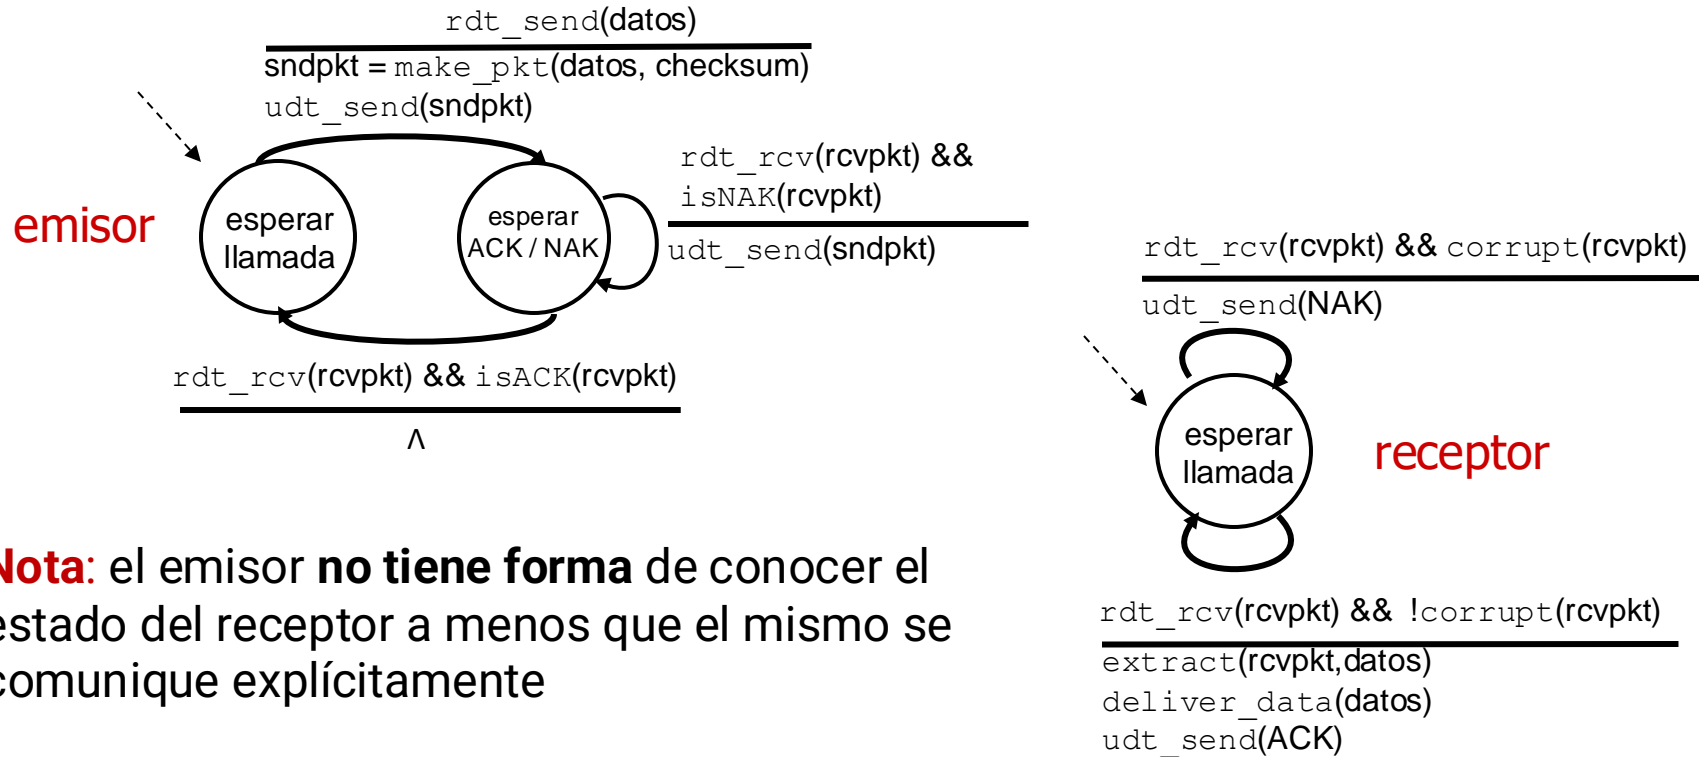 rdt_send(datos)
sndpkt = make_pkt(datos, checksum)
udt_send(sndpkt)
rdt_rcv(rcvpkt) &&
isNAK(rcvpkt)
udt_send(sndpkt)
emisor
esperar
llamada
esperar
ACK / NAK
rdt_rcv(rcvpkt) && isACK(rcvpkt)
Λ
rdt_rcv(rcvpkt) && corrupt(rcvpkt)
udt_send(NAK)
esperar
llamada
receptor
rdt_rcv(rcvpkt) && !corrupt(rcvpkt)
extract(rcvpkt,datos)
deliver_data(datos)
udt_send(ACK)
Nota: el emisor no tiene forma de conocer el
estado del receptor a menos que el mismo se
comunique explícitamente